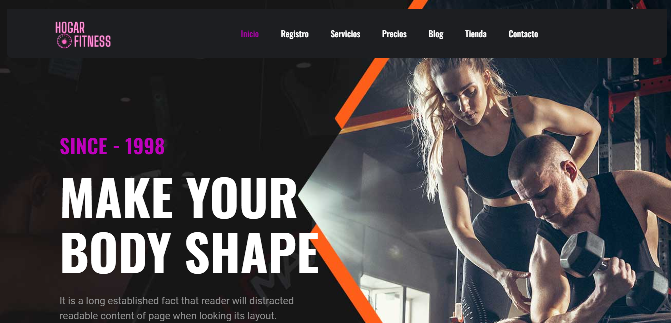 HOGAR
FITNESS
Inicio Registro Servicios Precios Blog Tienda Contacto
SINCE - 1998
MAKE YOUR
BODY SHAPE
It is a long established fact that reader will distracted
readable content of page when looking its layout.